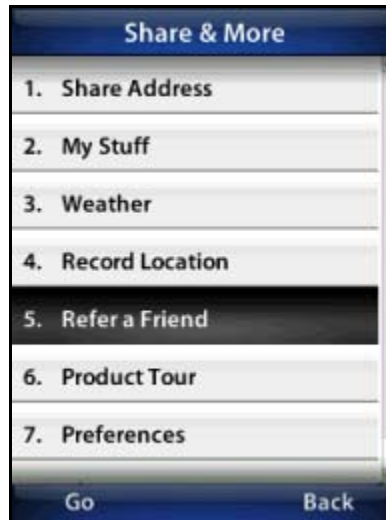 Share & More
1. Share Address
2. My Stuff
3. Weather
4. Record Location
5. Refer a Friend
6. Product Tour
7. Preferences
Go Back